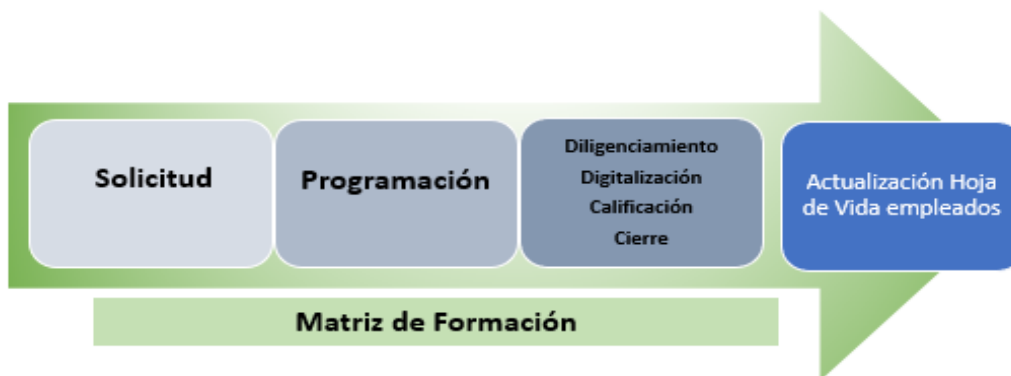 Solicitud
Programación
Diligenciamiento
Digitalización
Calificación
Cierre
Actualización Hoja
de Vida empleados
Matriz de Formación